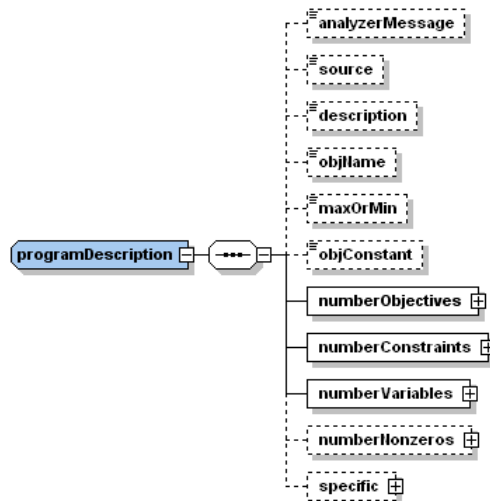 analyzerMessage
source
description
objName
maxOrMin
programDescription
objConstant
numberObjectives
numberConstraints
numberVariables
numberNonzeros
specific